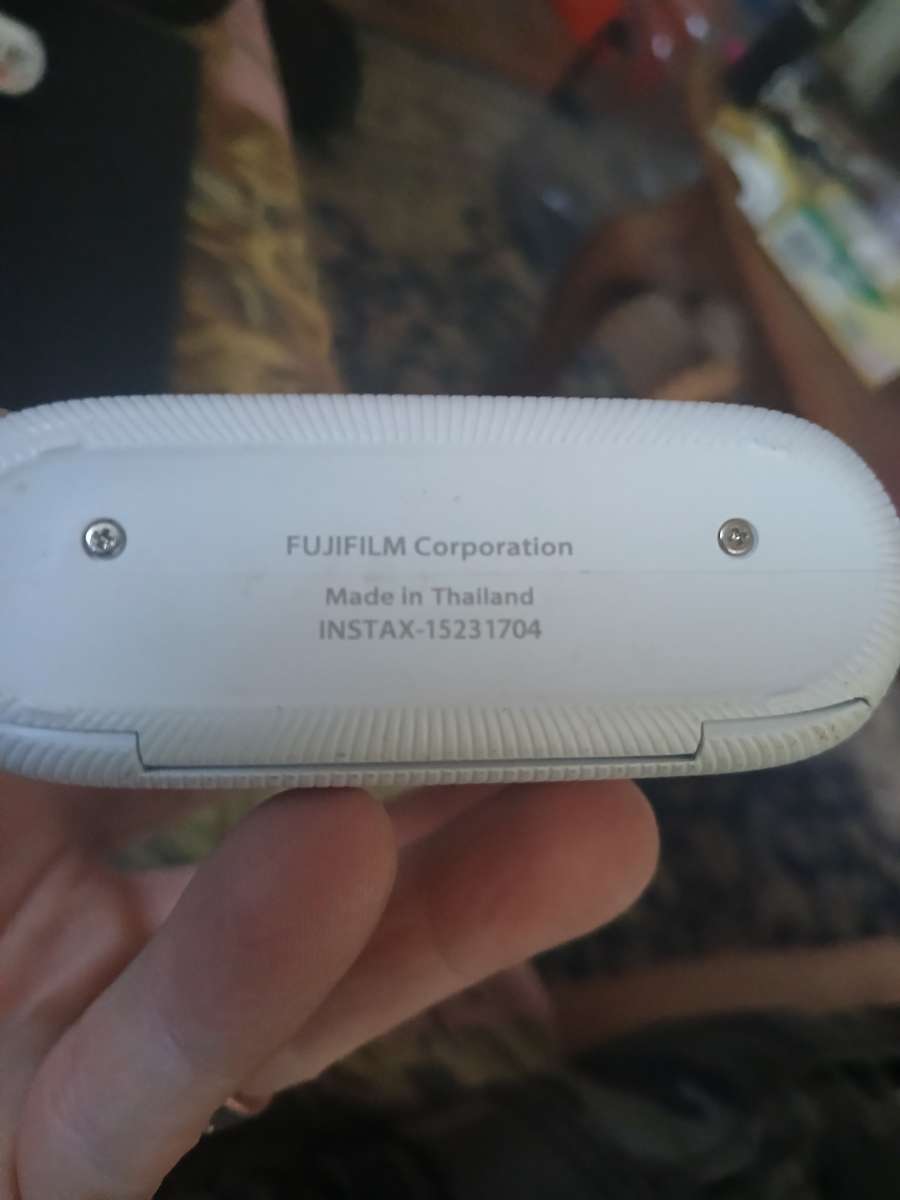 FUJIFILM Corporation
Made in Thailand
INSTAX-15231704